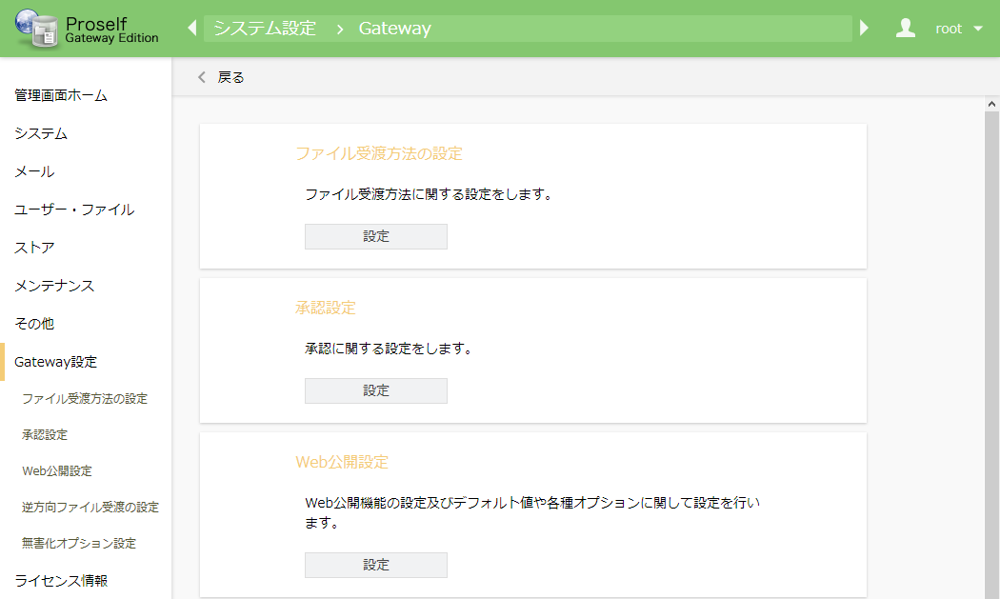 Proself
Gateway Edition
システム設定 > Gateway
root
戻る
管理画面ホーム
システム
メール
ユーザー・ファイル
ストア
メンテナンス
その他
Gateway設定
ファイル受渡方法の設定
承認設定
Web公開設定
逆方向ファイル受渡の設定
無害化オプション設定
ライセンス情報
ファイル受渡方法の設定
ファイル受渡方法に関する設定をします。
設定
承認設定
承認に関する設定をします。
設定
Web公開設定
Web公開機能の設定及びデフォルト値や各種オプションに関して設定を行い
ます。
設定